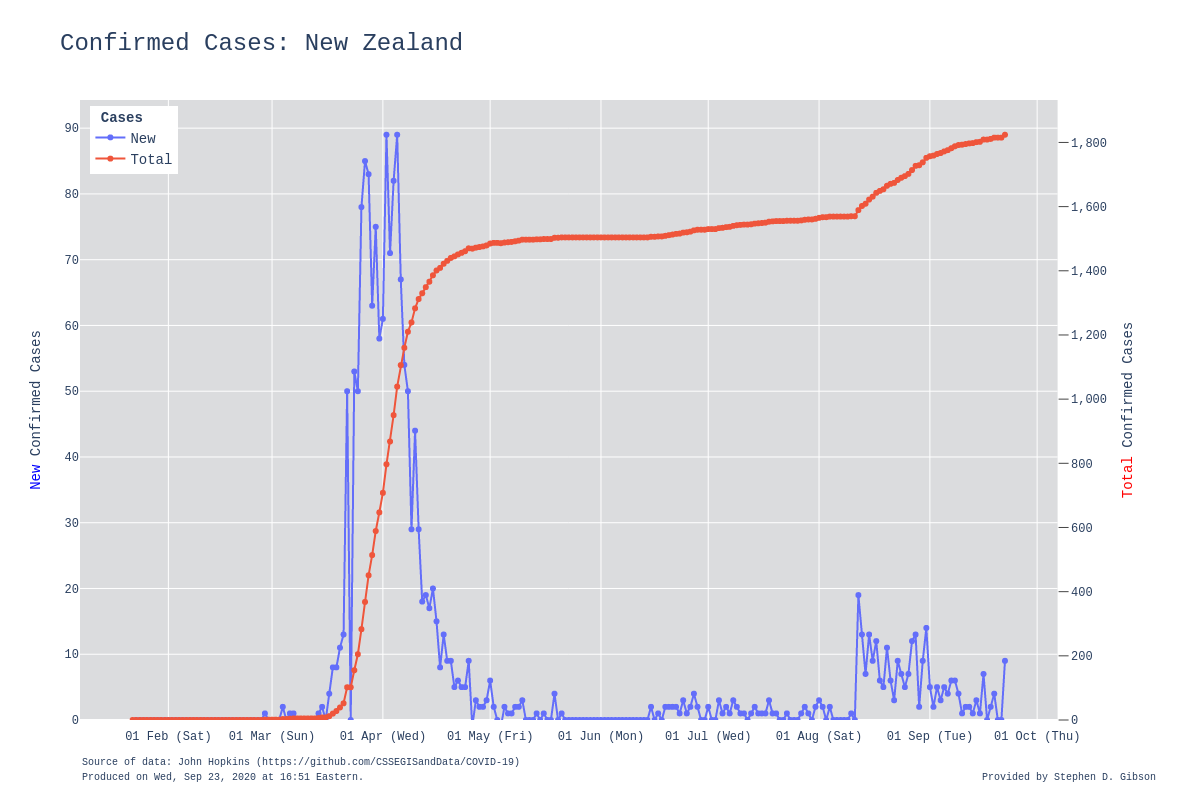 Confirmed Cases: New Zealand
Cases
New
Total
90
80
70
60
50
40
30
20
10
0
1,800
1,600
1,400
1,200
1,000
800
600
400
200
0
New Confirmed Cases
Total Confirmed Cases
01 Feb (Sat) 01 Mar (Sun) 01 Apr (Wed) 01 May (Fri) 01 Jun (Mon) 01 Jul (Wed) 01 Aug (Sat) 01 Sep (Tue) 01 Oct (Thu)
Source of data: John Hopkins (https://github.com/CSSEGISandData/COVID-19)
Produced on Wed, Sep 23, 2020 at 16:51 Eastern.
Provided by Stephen D. Gibson